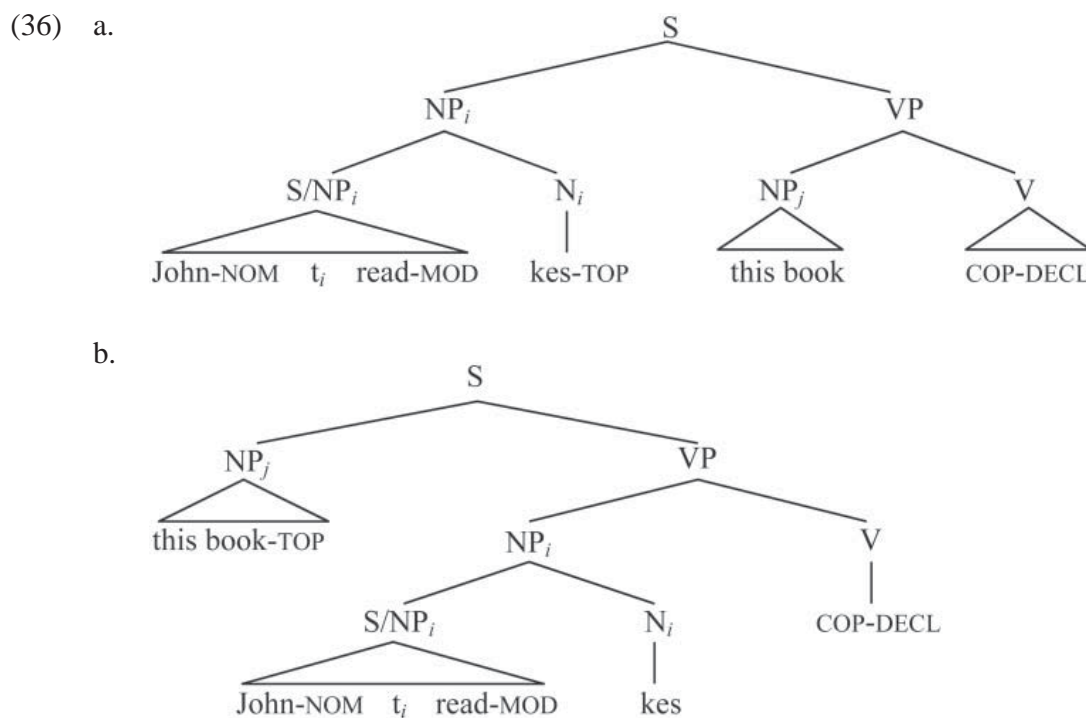 (36) a.
S
NPi VP
S/NPi Ni NPj V
John-NOM ti read-MOD kes-TOP this book COP-DECL
b.
S
NPj VP
this book-TOP
NPi V
S/NPi Ni COP-DECL
John-NOM ti read-MOD kes